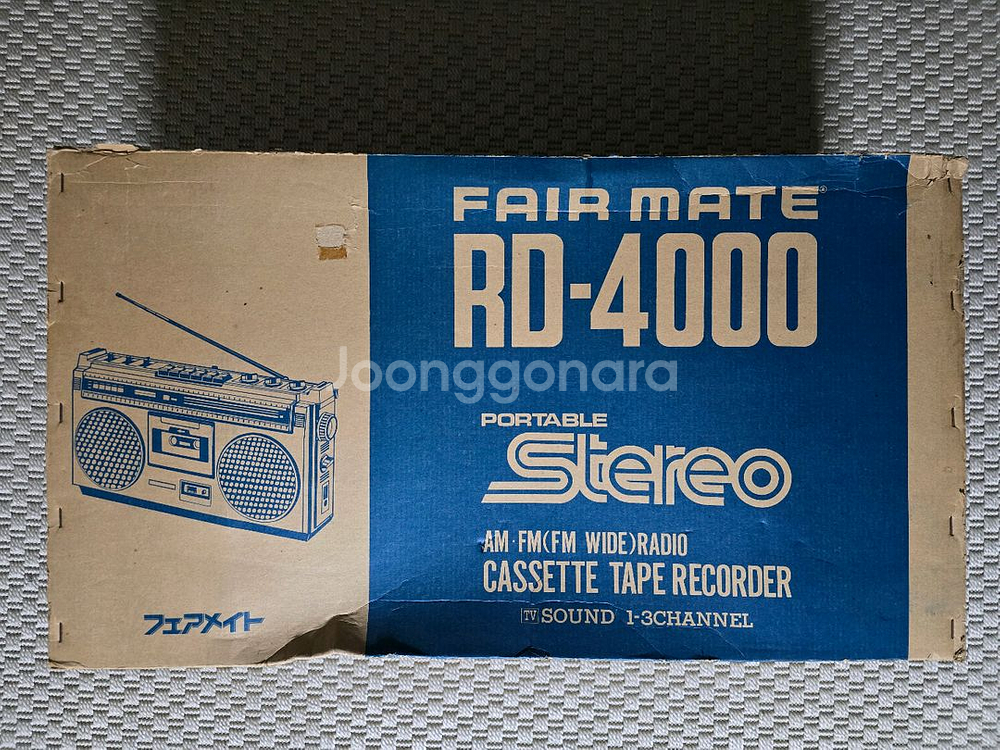 FAIR MATE®
RD-4000
Joonggonara
PORTABLE
Stereo
AM·FM(FM WIDE)RADIO
CASSETTE TAPE RECORDER
TV SOUND 1-3CHANNEL
フェアメイト